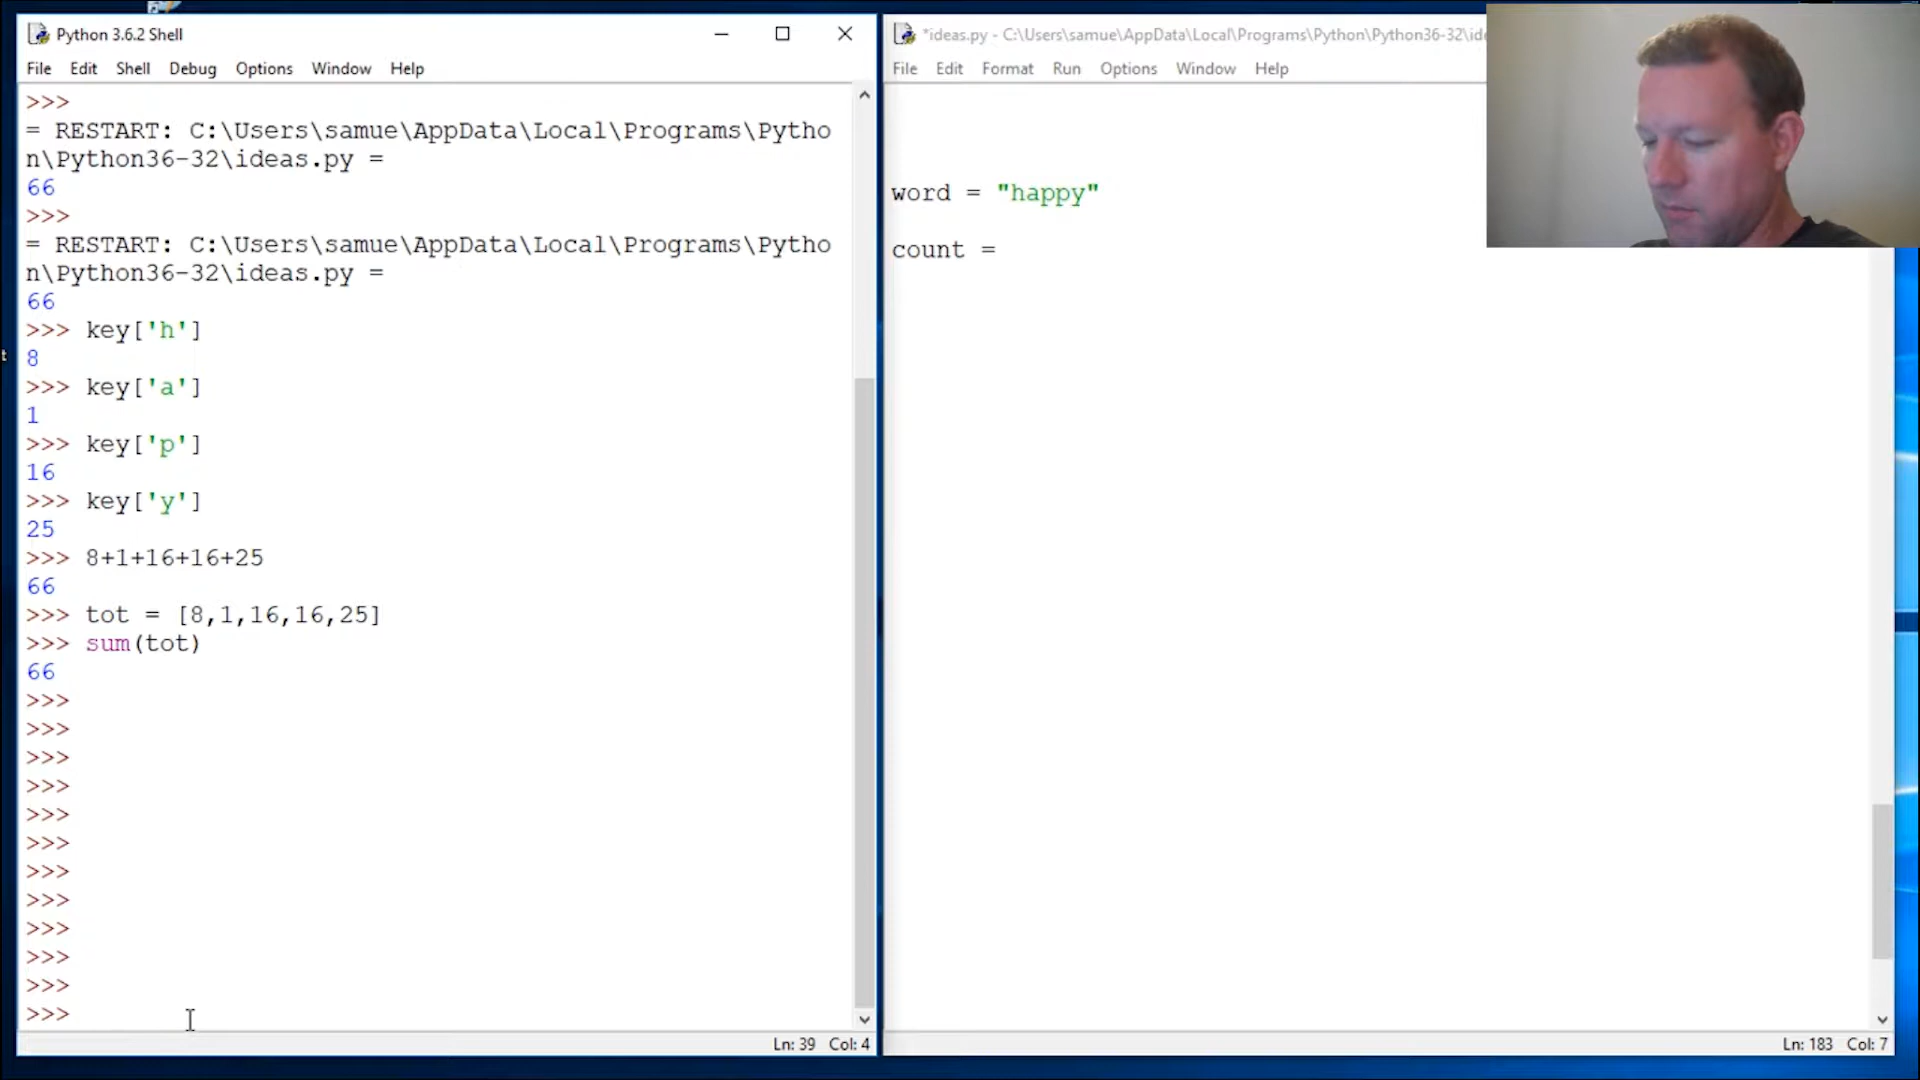 Python 3.6.2 Shell
File Edit Shell Debug Options Window Help
>>>
= RESTART: C:\Users\samue\AppData\Local\Programs\Pytho
n\Python36-32\ideas.py =
66
>>>
= RESTART: C:\Users\samue\AppData\Local\Programs\Pytho
n\Python36-32\ideas.py =
66
>>> key['h']
8
>>> key['a']
1
>>> key['p']
16
>>> key['y']
25
>>> 8+1+16+16+25
66
>>> tot = [8,1,16,16,25]
>>> sum(tot)
66
>>>
>>>
>>>
>>>
>>>
>>>
>>>
>>>
>>>
>>>
>>>
>>>
Ln: 39 Col: 4
*ideas.py - C:\Users\samue\AppData\Local\Programs\Python\Python36-32\id
File Edit Format Run Options Window Help
word = "happy"
count =
Ln: 183 Col: 7